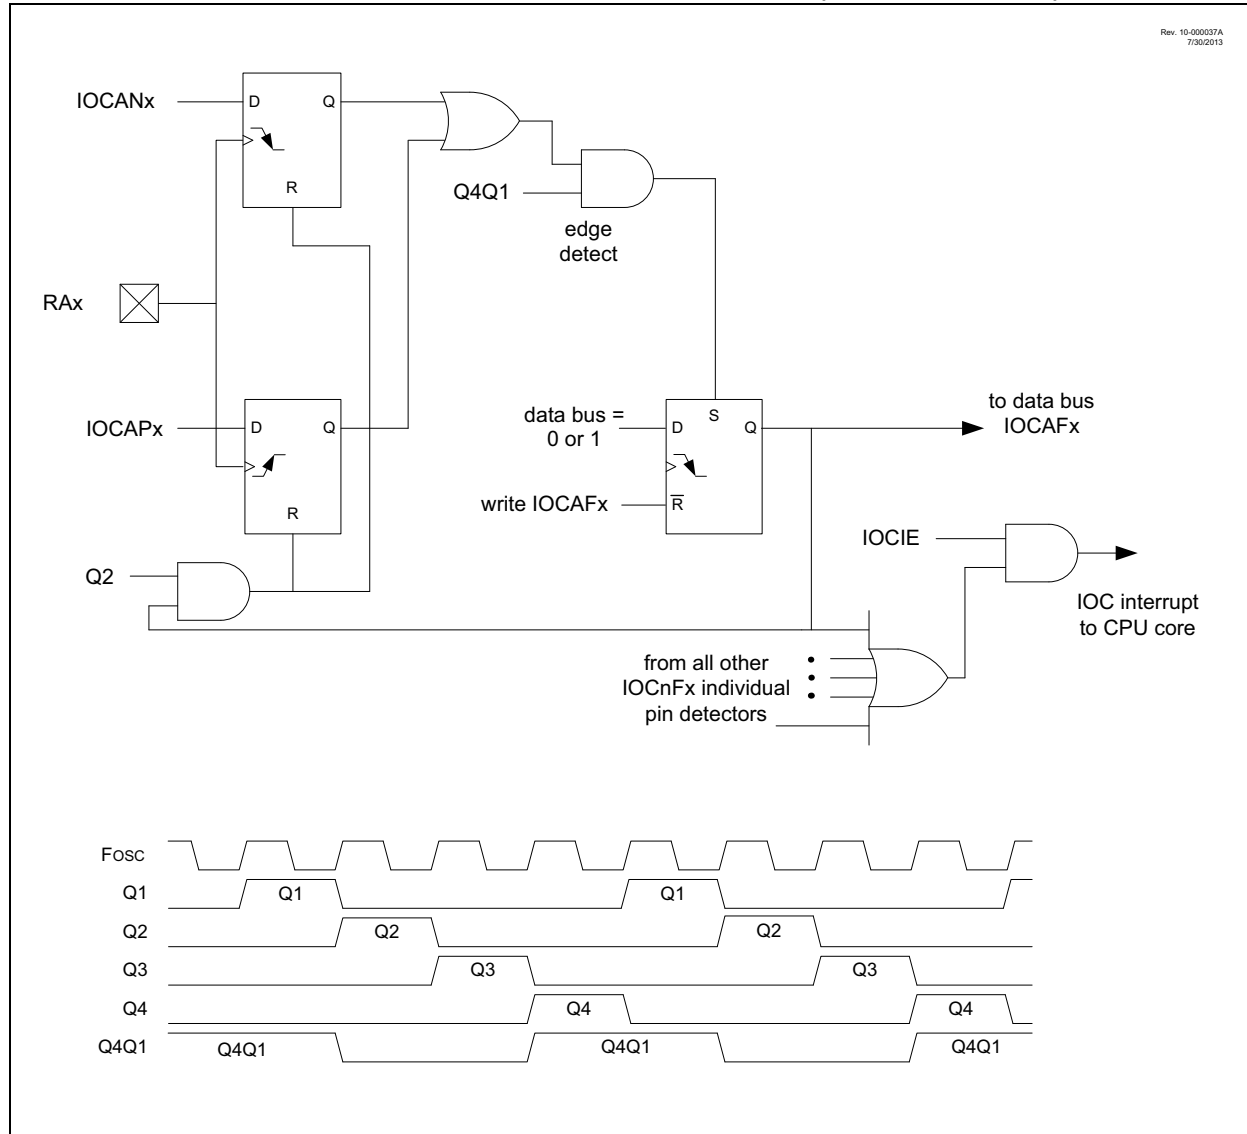 Rev. 10-000037A
7/30/2013
IOCANx
D
Q
R
Q4Q1
edge
detect
RAx
IOCAPx
D
Q
R
data bus =
0 or 1
S
D
Q
write IOCAFx
R
to data bus
IOCAFx
IOCIE
Q2
IOC interrupt
to CPU core
from all other
IOCnFx individual
pin detectors
FOSC
Q1
Q1
Q1
Q2
Q2
Q2
Q3
Q3
Q3
Q4
Q4
Q4
Q4Q1
Q4Q1
Q4Q1
Q4Q1